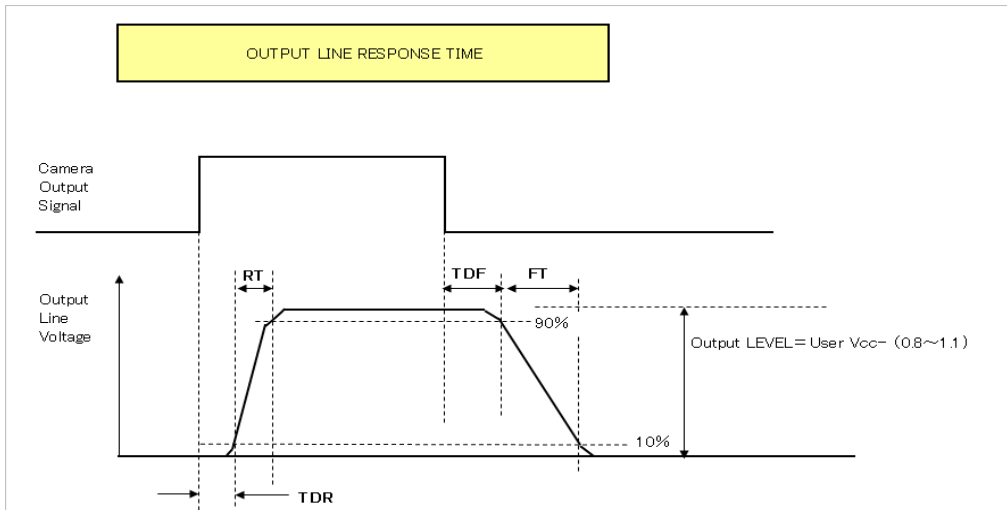 OUTPUT LINE RESPONSE TIME
Camera
Output
Signal
RT
TDF
FT
Output
Line
Voltage
90%
Output LEVEL=User Vcc-（0.8～1.1）
10%
TDR